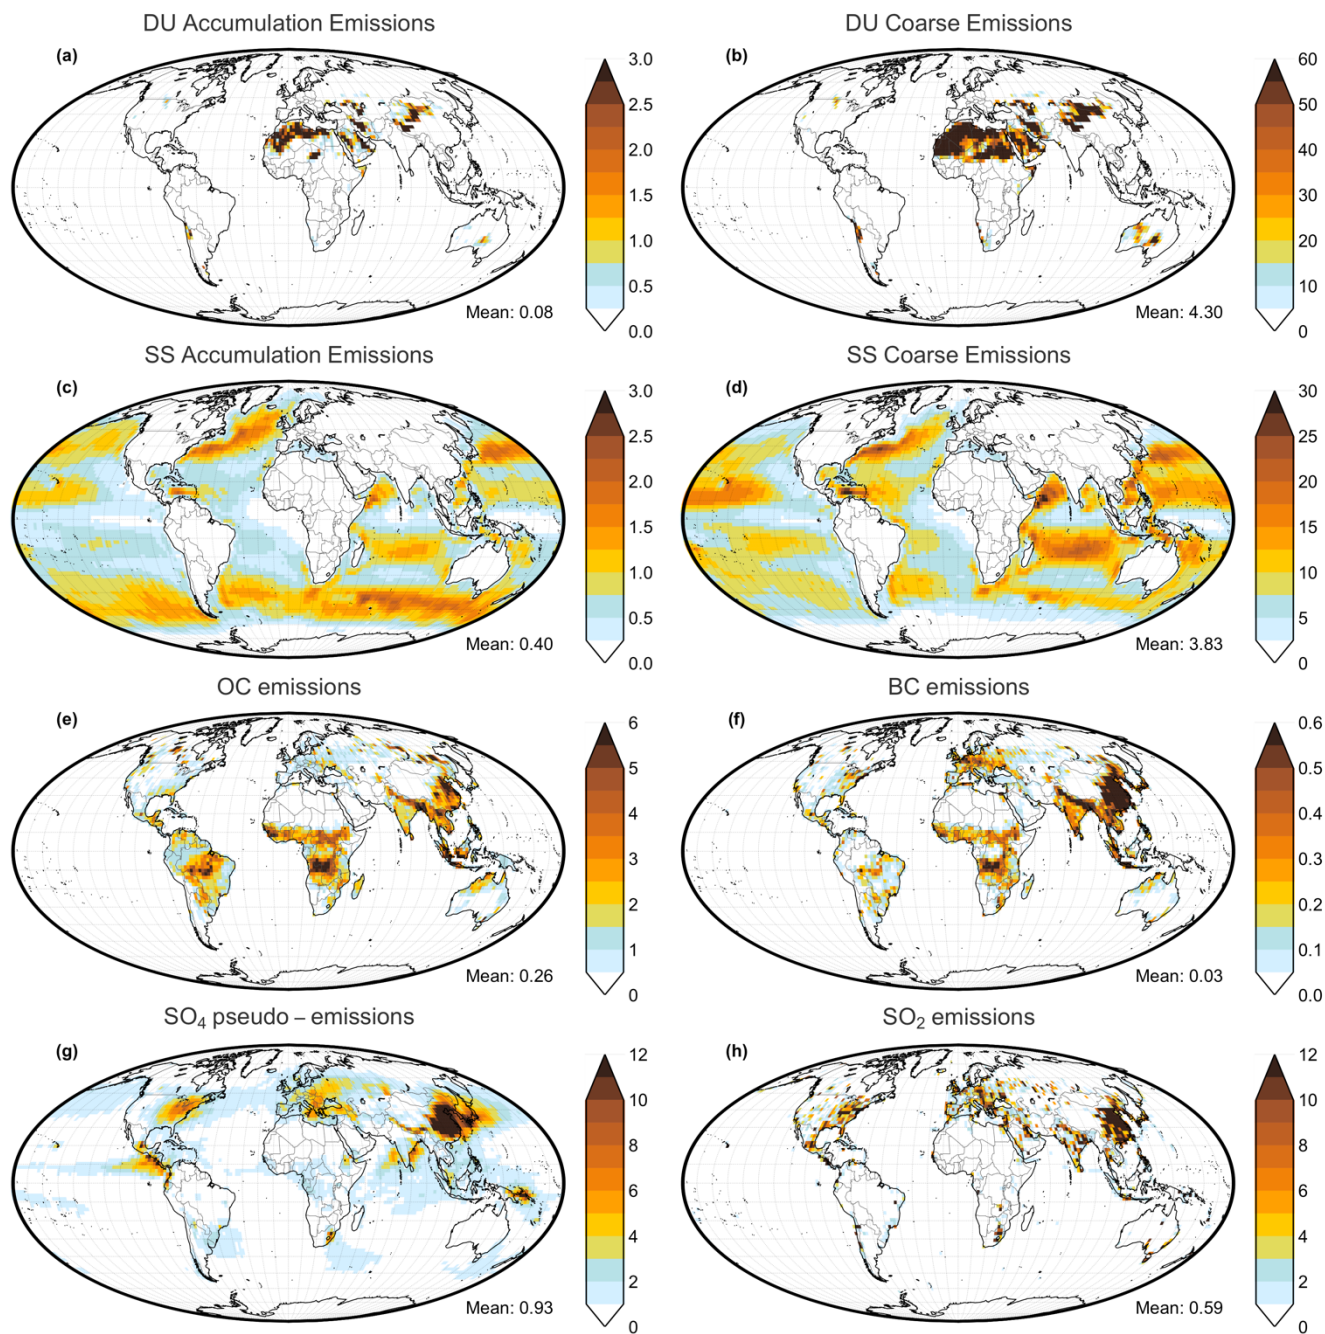 DU Accumulation Emissions
(a)
3.0
2.5
2.0
1.5
1.0
0.5
0.0
Mean: 0.08
DU Coarse Emissions
(b)
60
50
40
30
20
10
0
Mean: 4.30
SS Accumulation Emissions
(c)
3.0
2.5
2.0
1.5
1.0
0.5
0.0
Mean: 0.40
SS Coarse Emissions
(d)
30
25
20
15
10
5
0
Mean: 3.83
OC emissions
(e)
6
5
4
3
2
1
0
Mean: 0.26
BC emissions
(f)
0.6
0.5
0.4
0.3
0.2
0.1
0.0
Mean: 0.03
SO₄ pseudo – emissions
(g)
12
10
8
6
4
2
0
Mean: 0.93
SO₂ emissions
(h)
12
10
8
6
4
2
0
Mean: 0.59